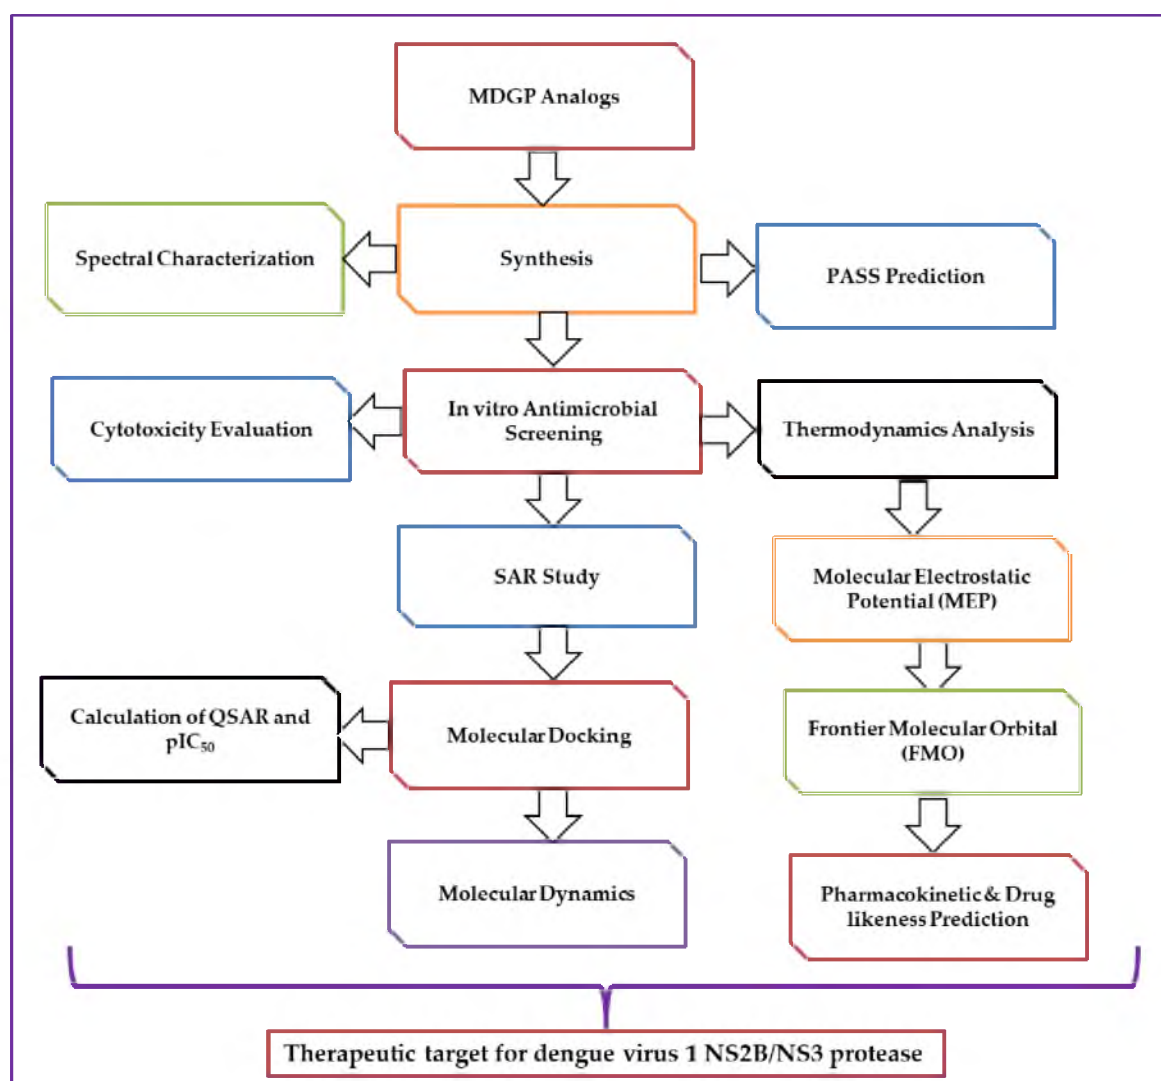 MDGP Analogs
Spectral Characterization
Synthesis
PASS Prediction
Cytotoxicity Evaluation
In vitro Antimicrobial
Screening
Thermodynamics Analysis
SAR Study
Molecular Electrostatic
Potential (MEP)
Calculation of QSAR and
pIC₅₀
Molecular Docking
Frontier Molecular Orbital
(FMO)
Molecular Dynamics
Pharmacokinetic & Drug
likeness Prediction
Therapeutic target for dengue virus 1 NS2B/NS3 protease